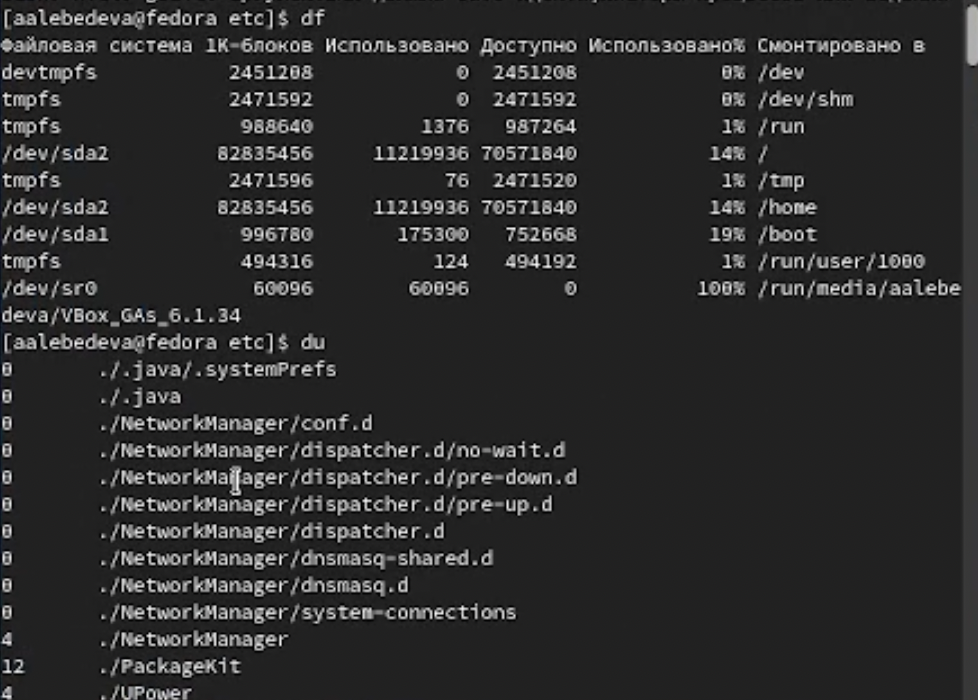 [aalebedeva@fedora etc]$ df
Файловая система 1K-блоков Использовано Доступно Использовано% Смонтировано в
devtmpfs 2451208 0 2451208 0% /dev
tmpfs 2471592 0 2471592 0% /dev/shm
tmpfs 988640 1376 987264 1% /run
/dev/sda2 82835456 11219936 70571840 14% /
tmpfs 2471596 76 2471520 1% /tmp
/dev/sda2 82835456 11219936 70571840 14% /home
/dev/sda1 996780 175300 752668 19% /boot
tmpfs 494316 124 494192 1% /run/user/1000
/dev/sr0 60096 60096 0 100% /run/media/aalebe
deva/VBox_GAs_6.1.34
[aalebedeva@fedora etc]$ du
0 ./.java/.systemPrefs
0 ./.java
0 ./NetworkManager/conf.d
0 ./NetworkManager/dispatcher.d/no-wait.d
0 ./NetworkManager/dispatcher.d/pre-down.d
0 ./NetworkManager/dispatcher.d/pre-up.d
0 ./NetworkManager/dispatcher.d
0 ./NetworkManager/dnsmasq-shared.d
0 ./NetworkManager/dnsmasq.d
0 ./NetworkManager/system-connections
4 ./NetworkManager
12 ./PackageKit
4 ./UPower